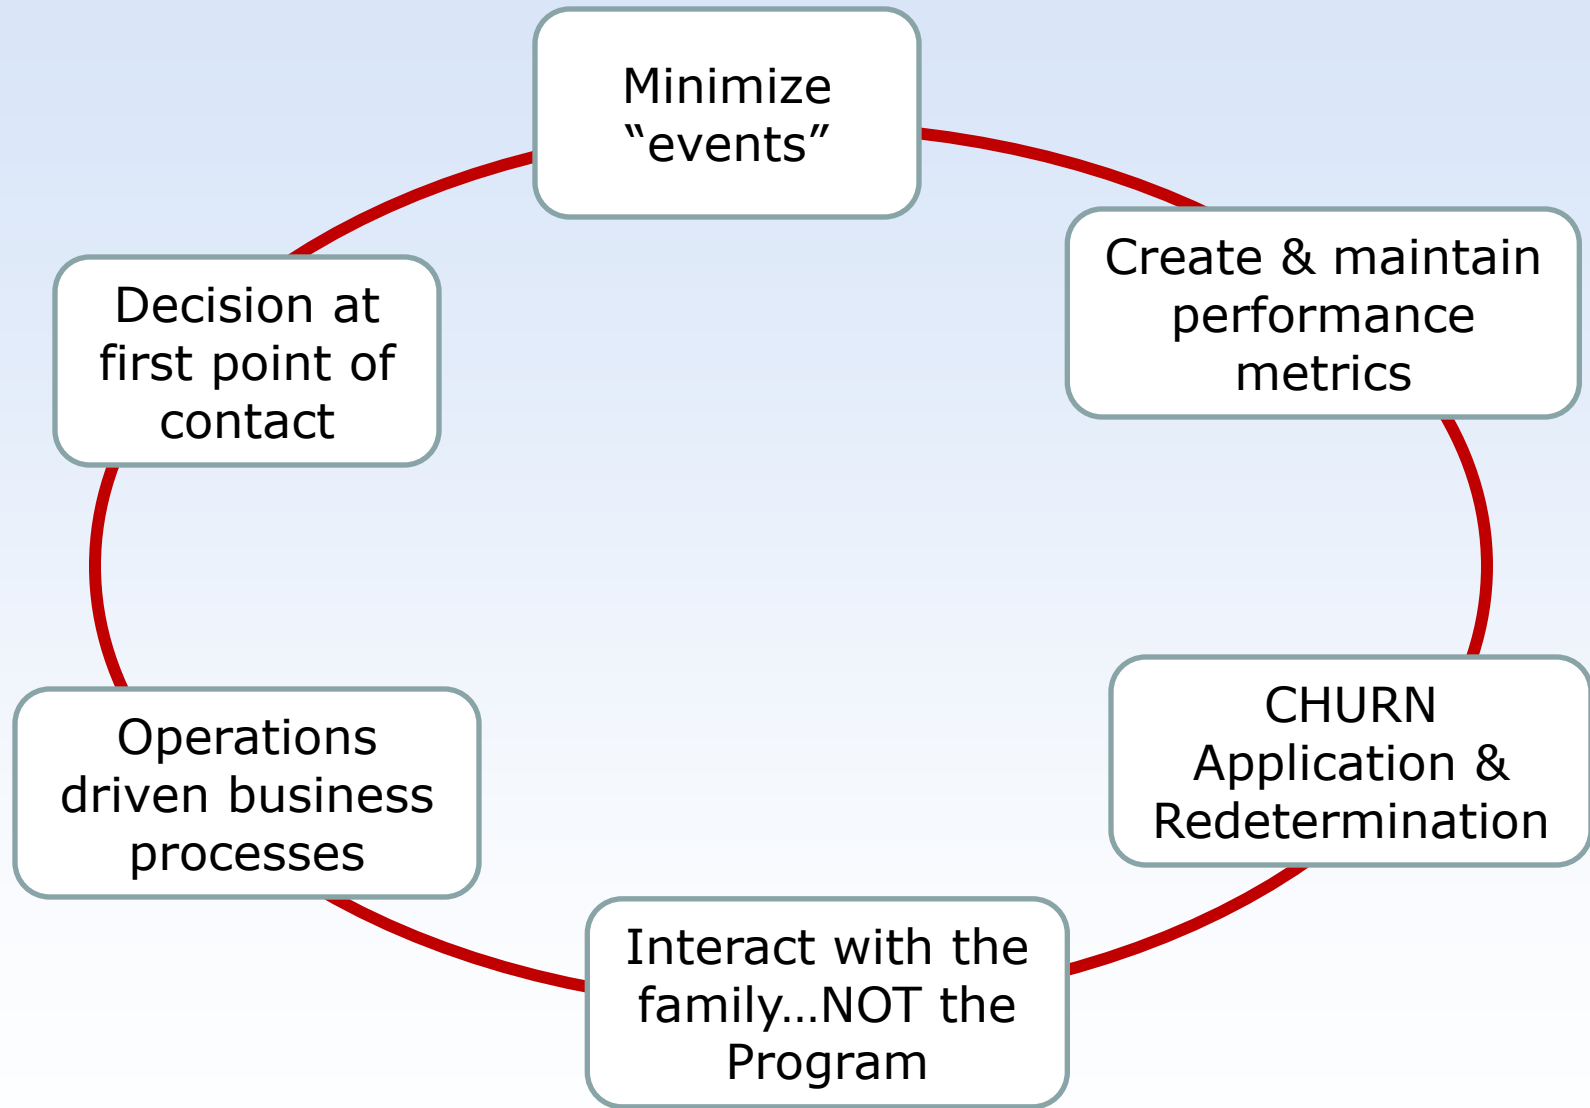 Minimize
“events”
Create & maintain
performance
metrics
CHURN
Application &
Redetermination
Interact with the
family…NOT the
Program
Operations
driven business
processes
Decision at
first point of
contact